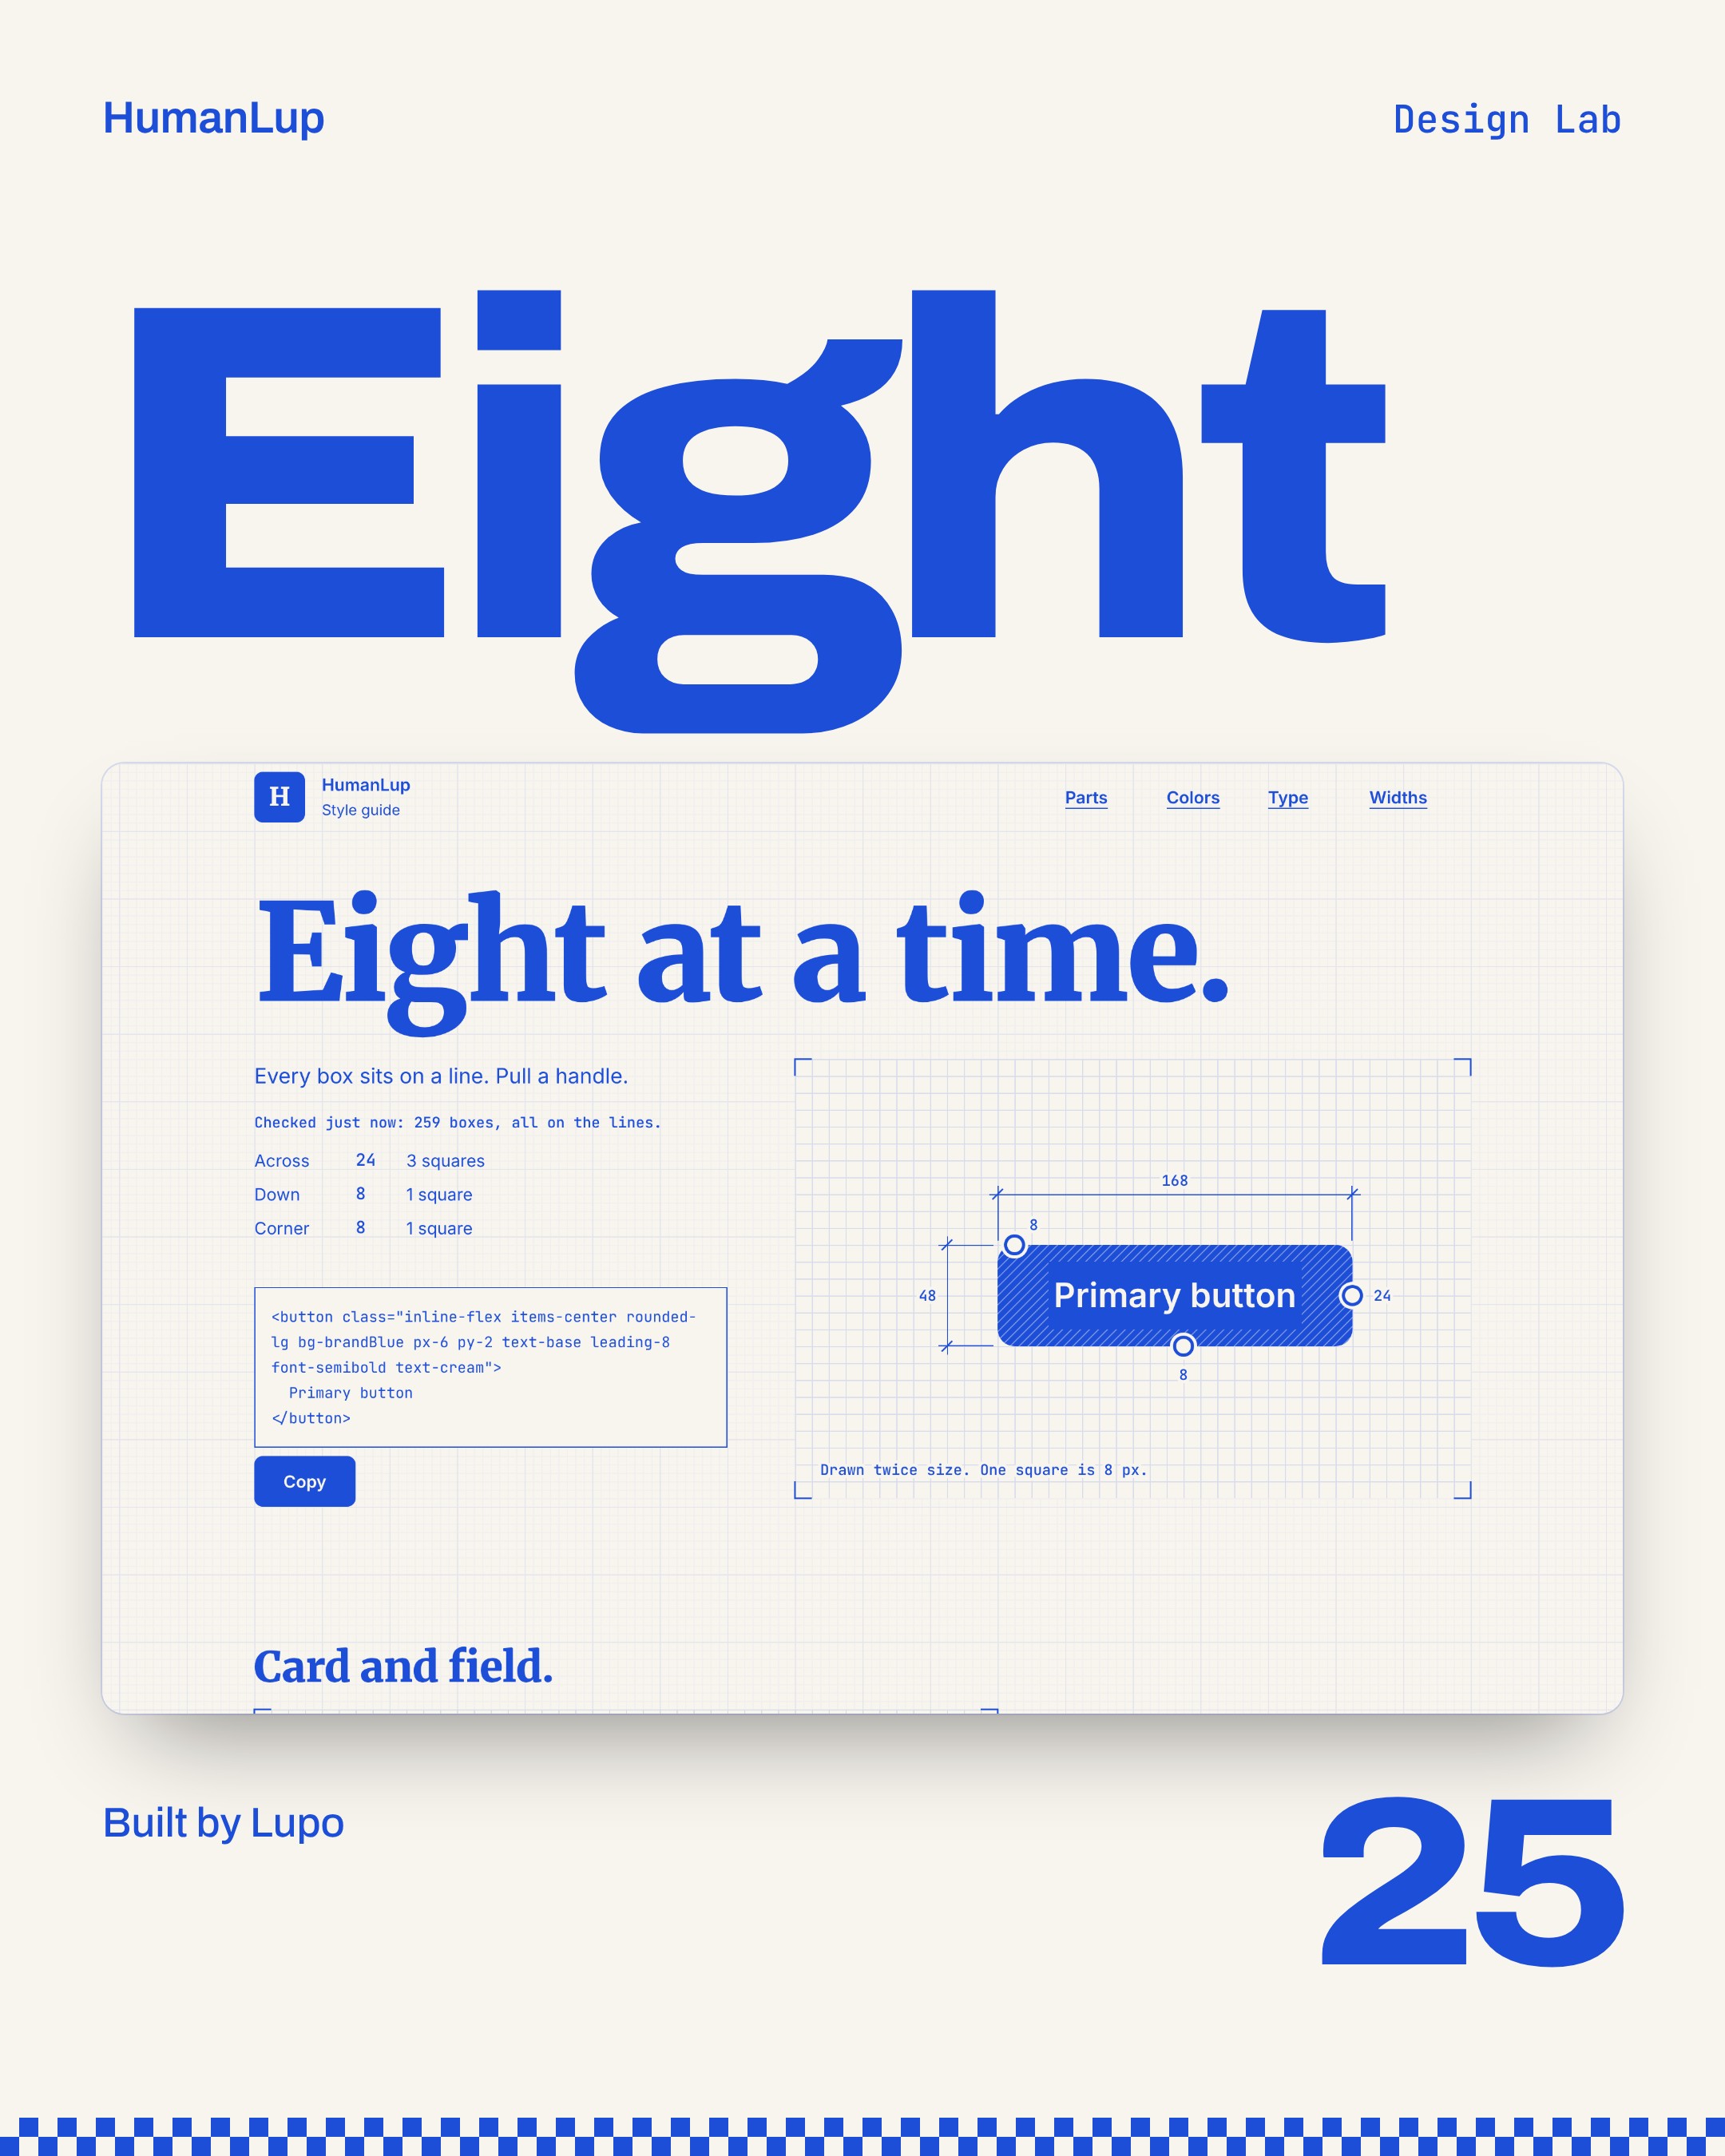 HumanLup
Design Lab
Eight
H
HumanLup
Style guide
Parts
Colors
Type
Widths
Eight at a time.
Every box sits on a line. Pull a handle.
Checked just now: 259 boxes, all on the lines.
Across 24 3 squares
Down 8 1 square
Corner 8 1 square
<button class="inline-flex items-center rounded-
lg bg-brandBlue px-6 py-2 text-base leading-8
font-semibold text-cream">
Primary button
</button>
Copy
168
8
48
Primary button
24
8
Drawn twice size. One square is 8 px.
Card and field.
Built by Lupo
25